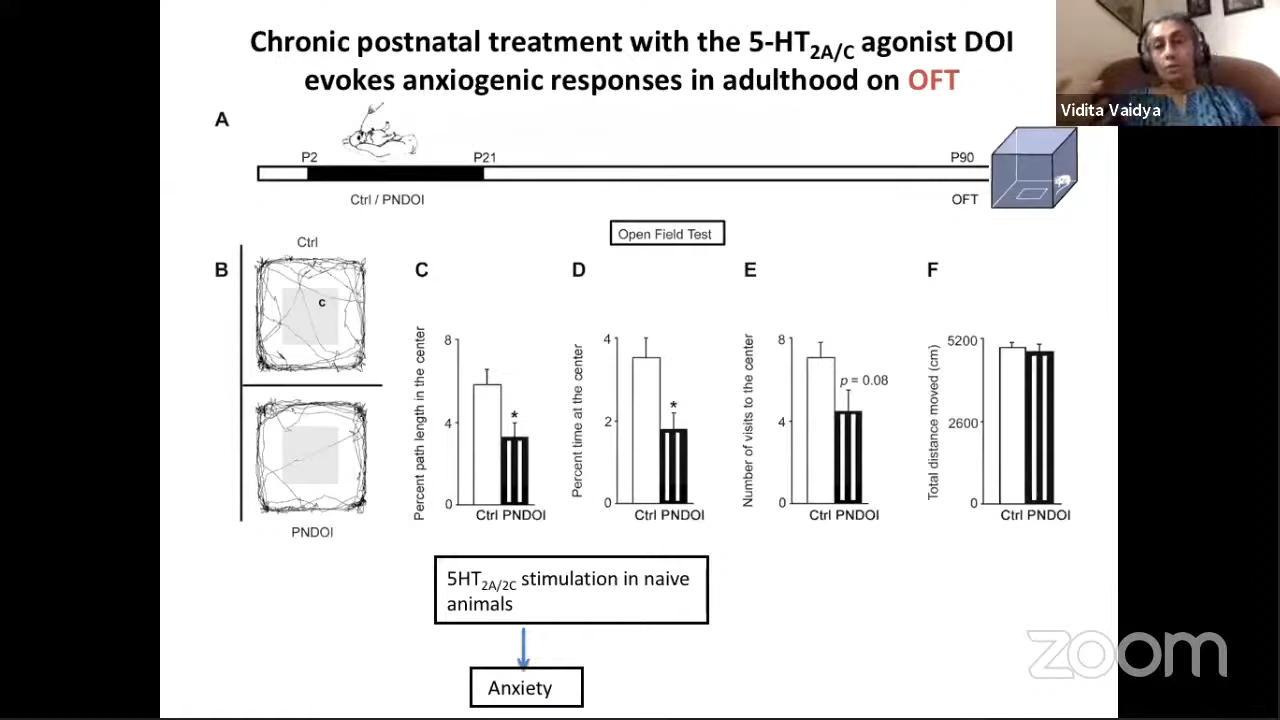 Chronic postnatal treatment with the 5-HT2A/C agonist DOI
evokes anxiogenic responses in adulthood on OFT
Vidita Vaidya
A
P2
P21
P90
Ctrl / PNDOI
OFT
Open Field Test
B
Ctrl
c
PNDOI
C
Percent path length in the center
8
4
0
*
Ctrl PNDOI
D
Percent time at the center
4
2
0
*
Ctrl PNDOI
E
Number of visits to the center
8
4
0
p = 0.08
Ctrl PNDOI
F
Total distance moved (cm)
5200
2600
0
Ctrl PNDOI
5HT2A/2C stimulation in naive
animals
Anxiety
zoom